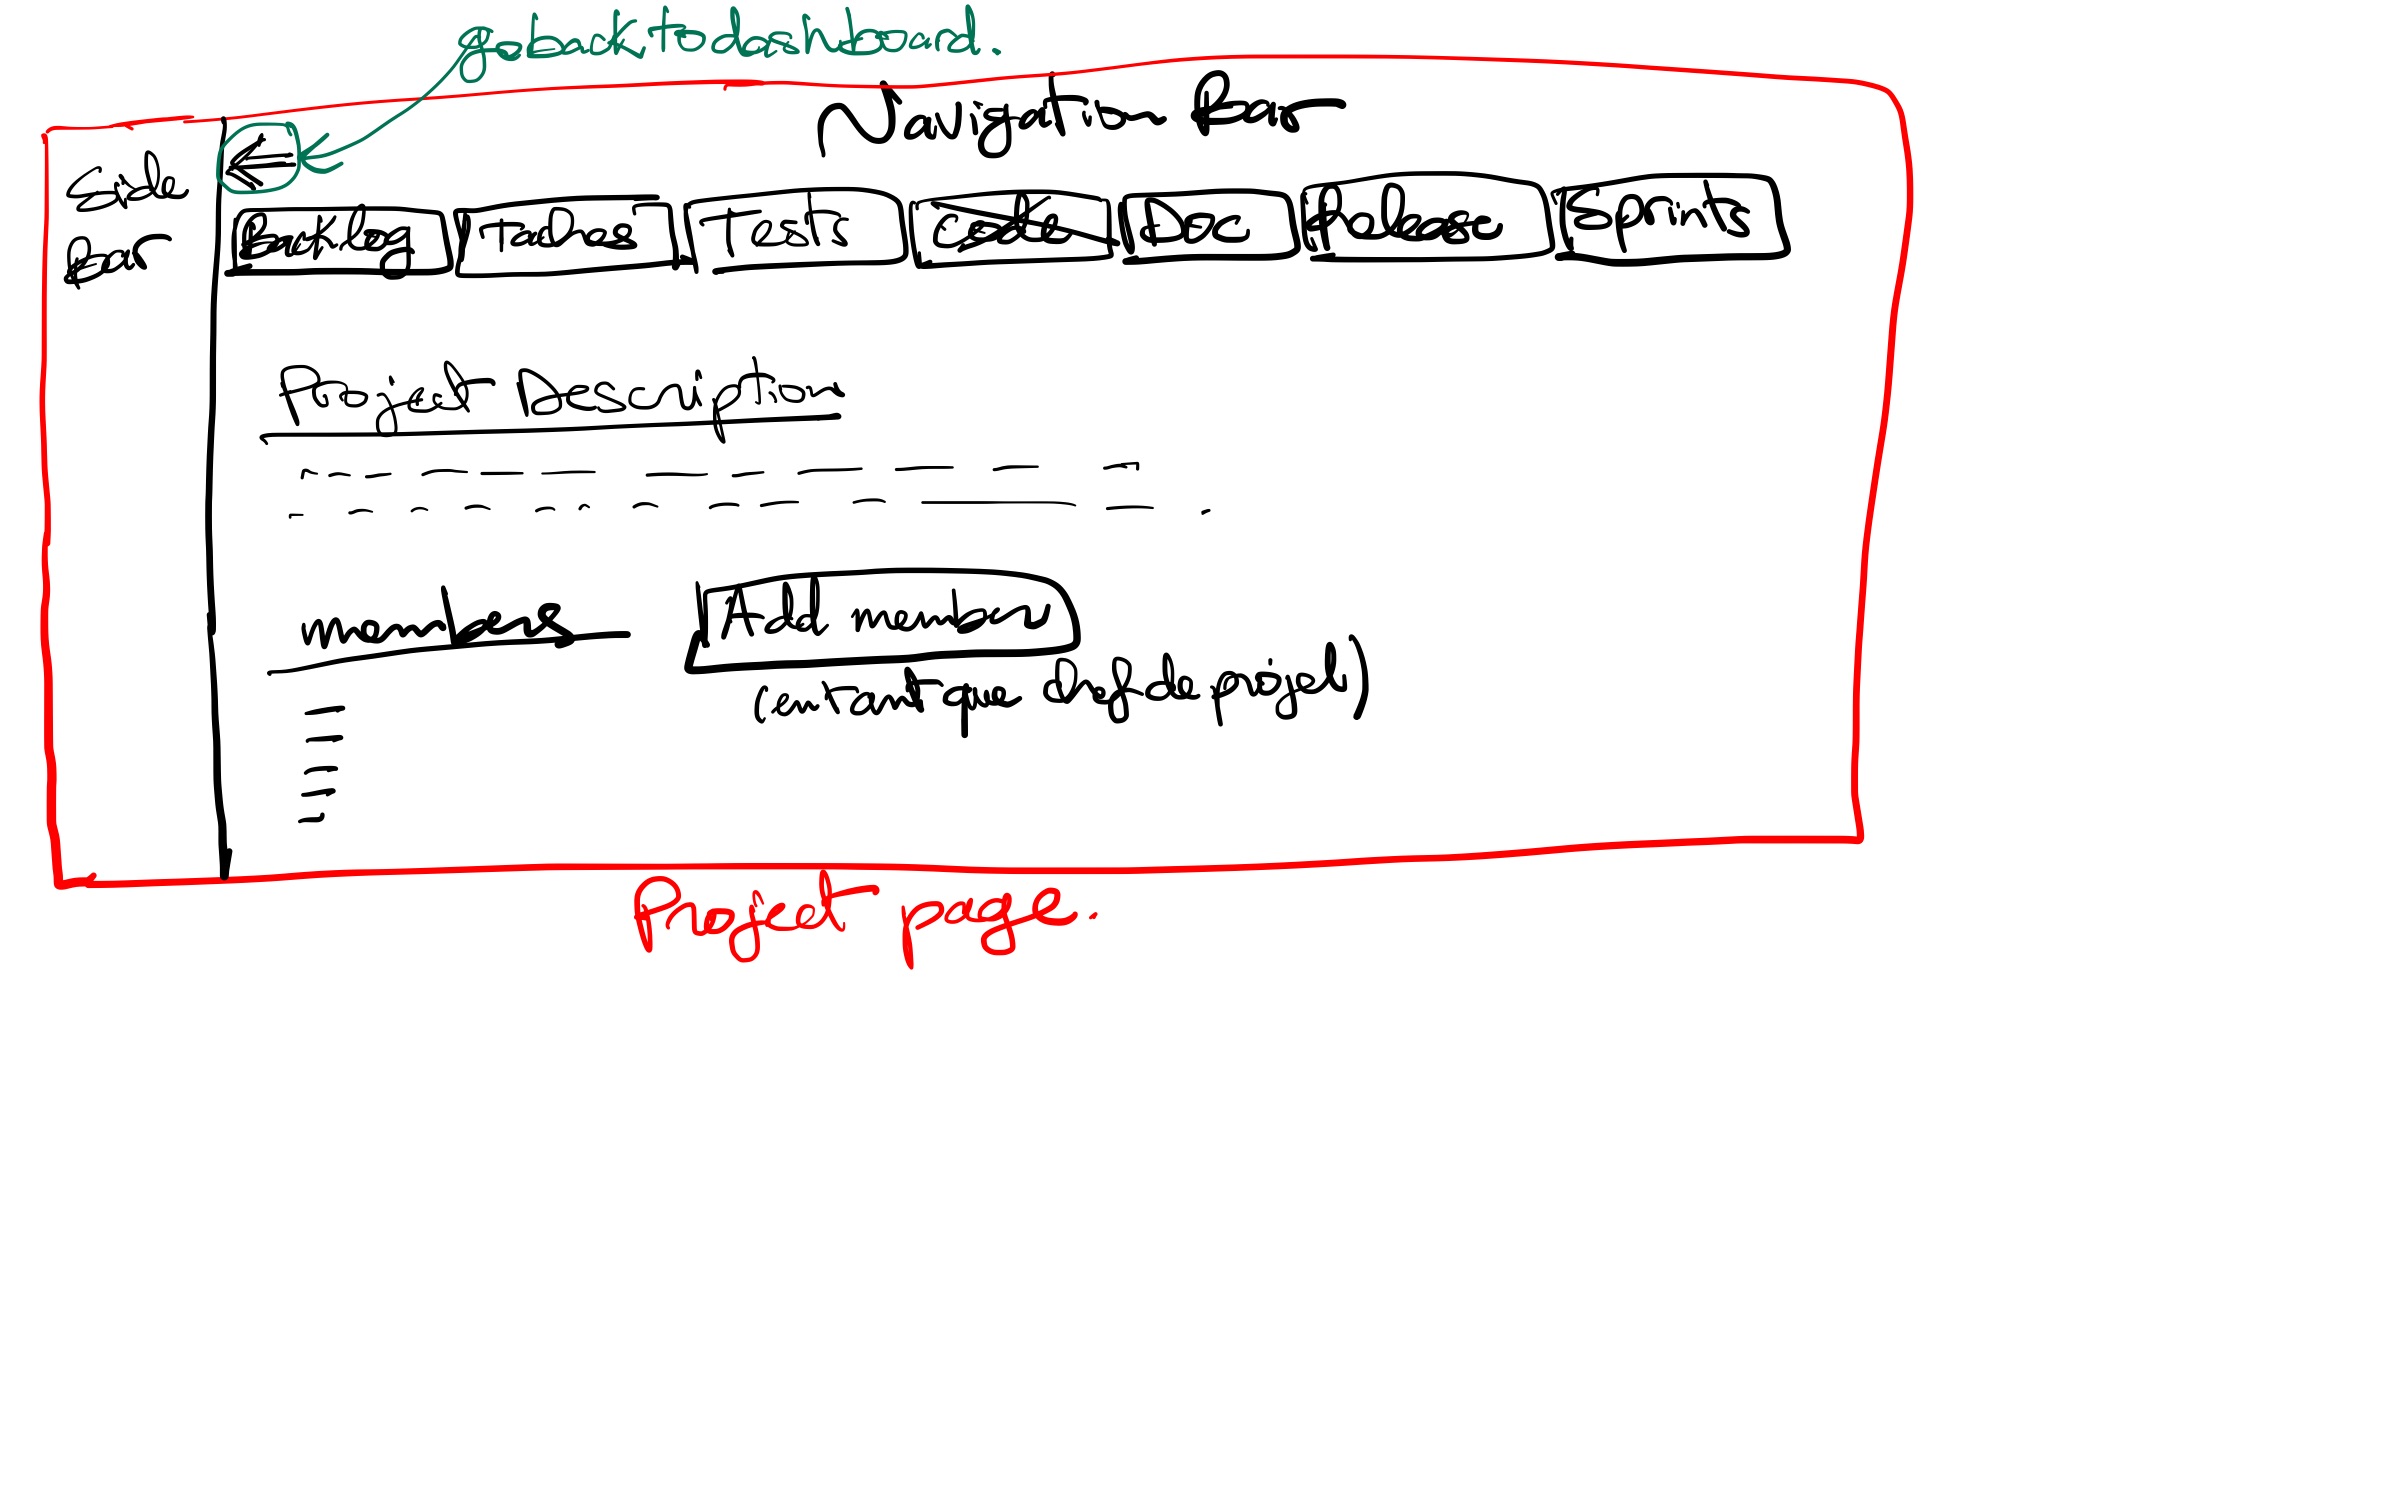 go back to dashboard.
Navigation Bar
Side
Bar
Backlog taches Tests Code Doc Release Sprints
Project Description
members Add members
(en tant que chef de projet)
Project page.